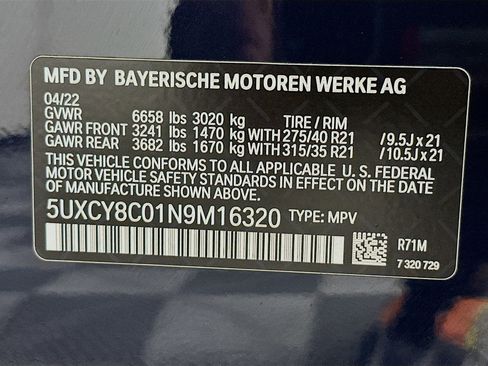 MFD BY BAYERISCHE MOTOREN WERKE AG
04/22
GVWR 6658 lbs 3020 kg TIRE / RIM
GAWR FRONT 3241 lbs 1470 kg WITH 275/40 R21 /9.5J x 21
GAWR REAR 3682 lbs 1670 kg WITH 315/35 R21 /10.5J x 21
THIS VEHICLE CONFORMS TO ALL APPLICABLE U. S. FEDERAL
MOTOR VEHICLE SAFETY STANDARDS IN EFFECT ON THE DATE
OF MANUFACTURE SHOWN ABOVE.
5UXCY8C01N9M16320 TYPE: MPV
R71M
7 320 729